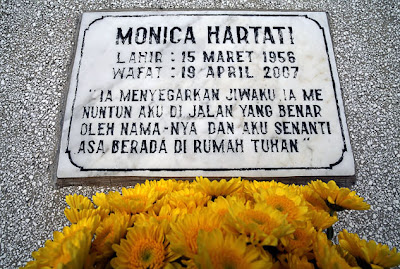 MONICA HARTATI
LAHIR : 15 MARET 1956
WAFAT : 19 APRIL 2007
"IA MENYEGARKAN JIWAKU, IA ME
NUNTUN AKU DI JALAN YANG BENAR
OLEH NAMA-NYA DAN AKU SENANTI
ASA BERADA DI RUMAH TUHAN"